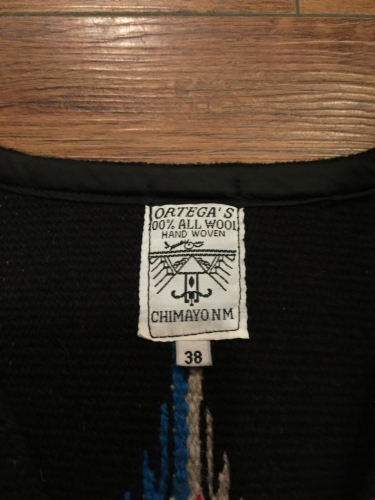 ORTEGA'S
100% ALL WOOL
HAND WOVEN
CHIMAYO NM
38